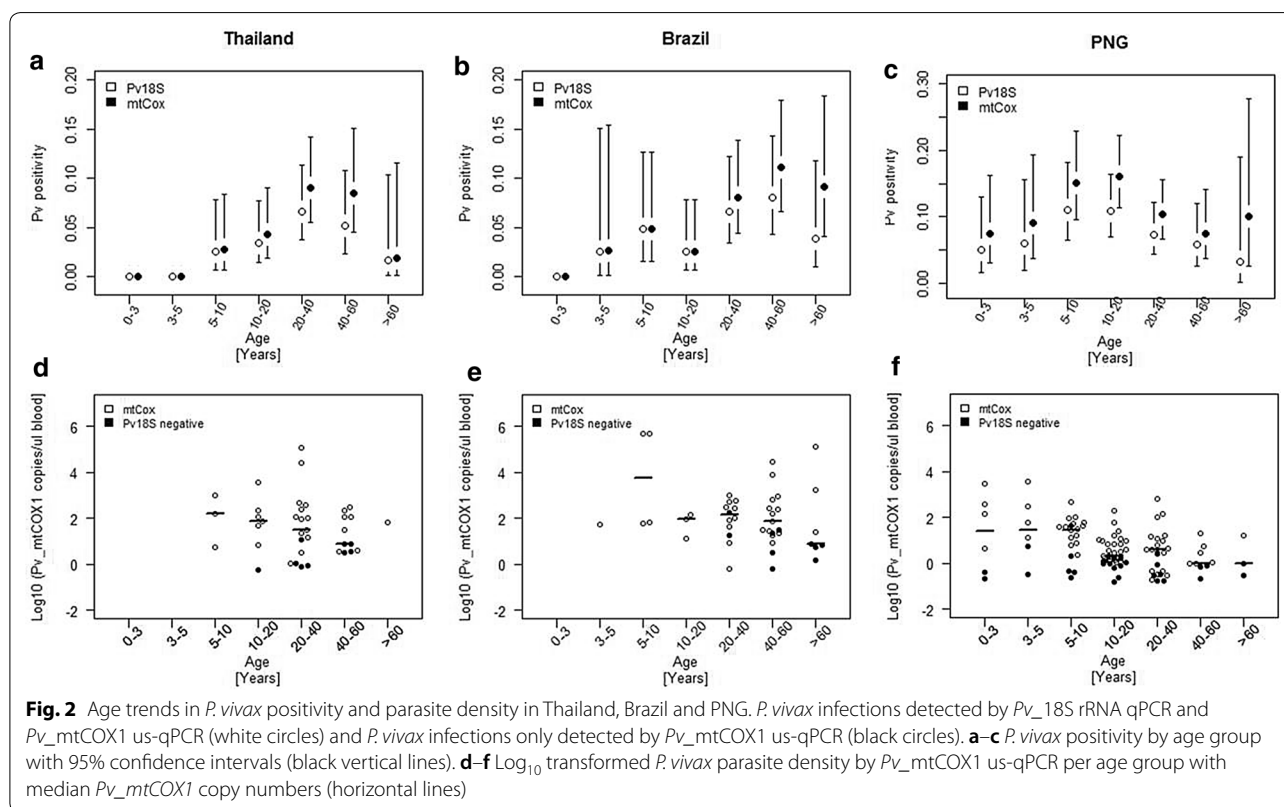 Thailand
Brazil
PNG
a
b
c
Pv18S
mtCox
Pv18S
mtCox
Pv18S
mtCox
Pv positivity
0.00 0.05 0.10 0.15 0.20
Pv positivity
0.00 0.05 0.10 0.15 0.20
Pv positivity
0.00 0.10 0.20 0.30
0-3 3-5 5-10 10-20 20-40 40-60 >60
0-3 3-5 5-10 10-20 20-40 40-60 >60
0-3 3-5 5-10 10-20 20-40 40-60 >60
Age
[Years]
Age
[Years]
Age
[Years]
d
e
f
mtCox
Pv18S negative
mtCox
Pv18S negative
mtCox
Pv18S negative
Log10 (Pv_mtCOX1 copies/ul blood]
-2 0 2 4 6
Log10 (Pv_mtCOX1 copies/ul blood]
-2 0 2 4 6
Log10 (Pv_mtCOX1 copies/ul blood]
-2 0 2 4 6
0-3 3-5 5-10 10-20 20-40 40-60 >60
0-3 3-5 5-10 10-20 20-40 40-60 >60
0-3 3-5 5-10 10-20 20-40 40-60 >60
Age
[Years]
Age
[Years]
Age
[Years]
Fig. 2 Age trends in P. vivax positivity and parasite density in Thailand, Brazil and PNG. P. vivax infections detected by Pv_18S rRNA qPCR and
Pv_mtCOX1 us-qPCR (white circles) and P. vivax infections only detected by Pv_mtCOX1 us-qPCR (black circles). a–c P. vivax positivity by age group
with 95% confidence intervals (black vertical lines). d–f Log10 transformed P. vivax parasite density by Pv_mtCOX1 us-qPCR per age group with
median Pv_mtCOX1 copy numbers (horizontal lines)